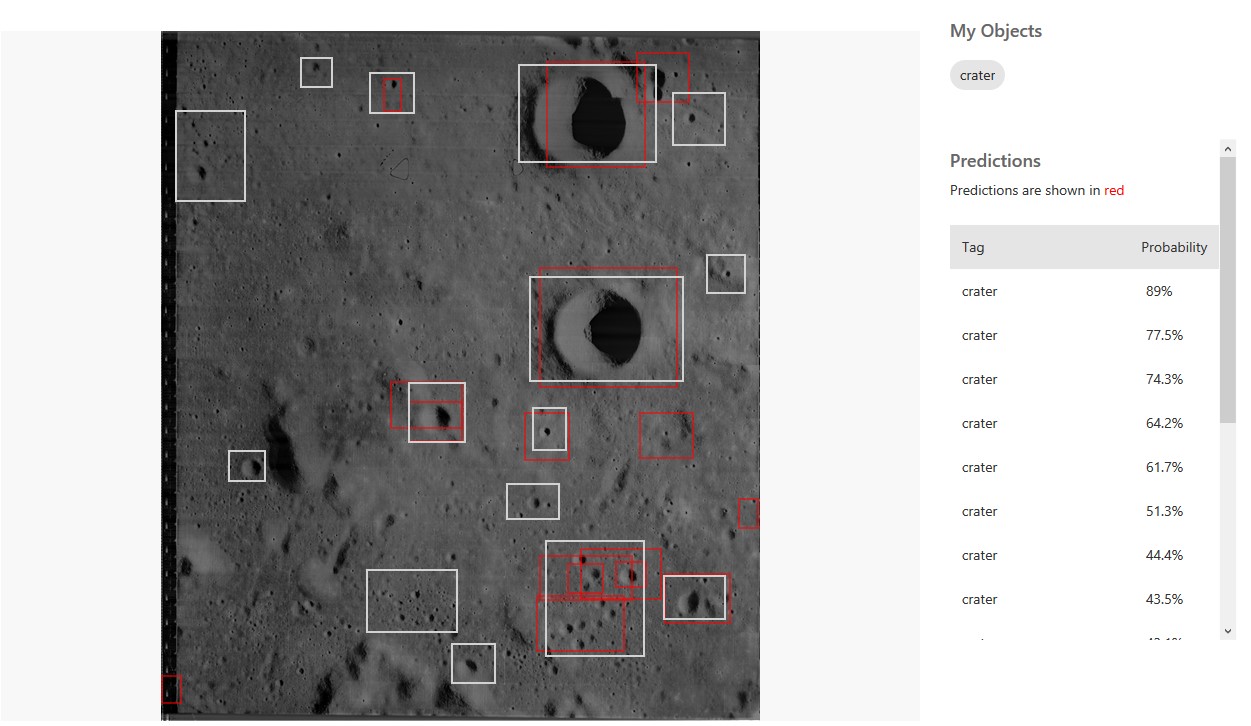 My Objects
crater
Predictions
Predictions are shown in red
Tag Probability
crater 89%
crater 77.5%
crater 74.3%
crater 64.2%
crater 61.7%
crater 51.3%
crater 44.4%
crater 43.5%